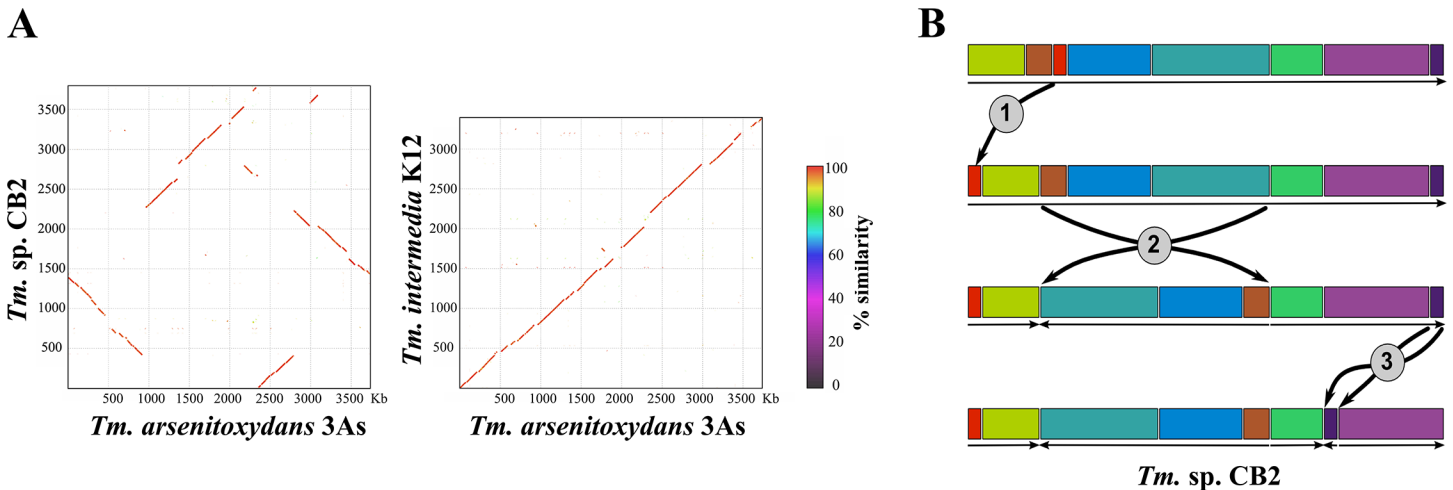 A
B
3500
3000
2500
2000
1500
1000
500
500 1000 1500 2000 2500 3000 3500 Kb
Tm. sp. CB2
Tm. arsenitoxydans 3As
3500
3000
2500
2000
1500
1000
500
500 1000 1500 2000 2500 3000 3500 Kb
Tm. intermedia K12
Tm. arsenitoxydans 3As
100
80
60
40
20
0
% similarity
1
2
3
Tm. sp. CB2